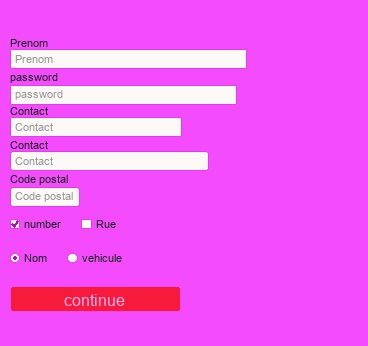 Prenom
Prenom
password
password
Contact
Contact
Contact
Contact
Code postal
Code postal
number Rue
Nom vehicule
continue